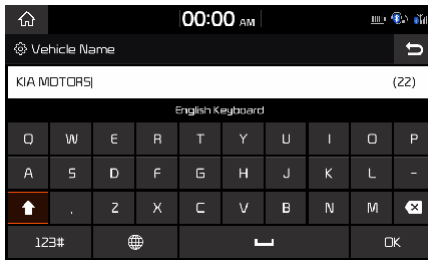 00:00 AM
Vehicle Name
KIA MOTORS (22)
English Keyboard
Q W E R T Y U I O P
A S D F G H J K L -
. Z X C V B N M
123# OK